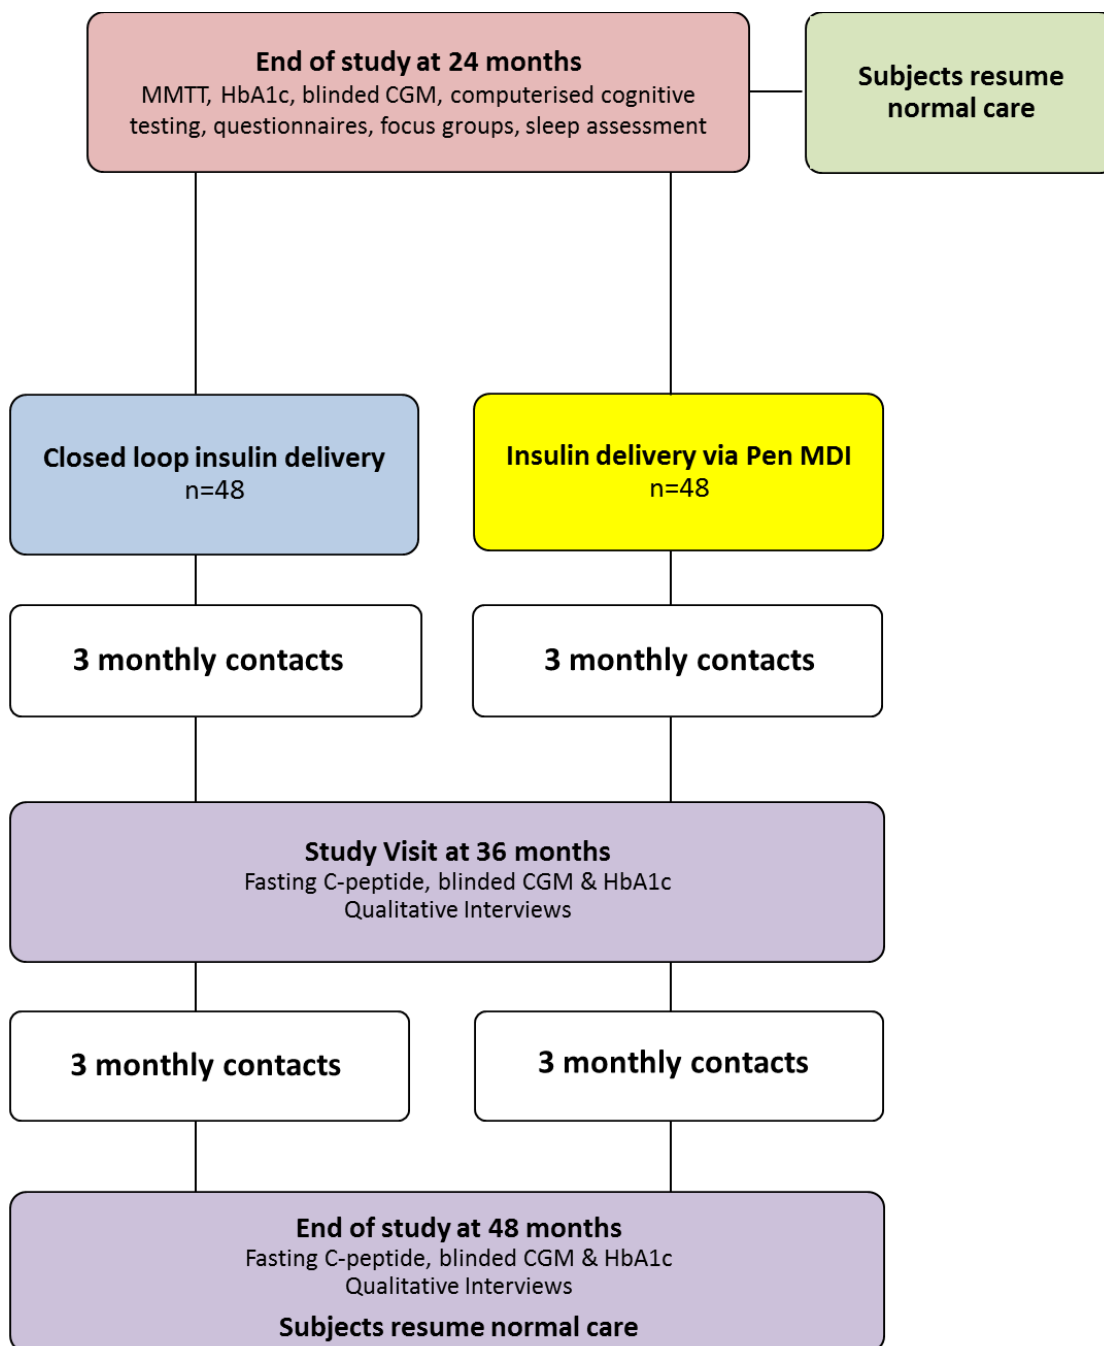 End of study at 24 months
MMTT, HbA1c, blinded CGM, computerised cognitive
testing, questionnaires, focus groups, sleep assessment
Subjects resume
normal care
Closed loop insulin delivery
n=48
Insulin delivery via Pen MDI
n=48
3 monthly contacts
3 monthly contacts
Study Visit at 36 months
Fasting C-peptide, blinded CGM & HbA1c
Qualitative Interviews
3 monthly contacts
3 monthly contacts
End of study at 48 months
Fasting C-peptide, blinded CGM & HbA1c
Qualitative Interviews
Subjects resume normal care